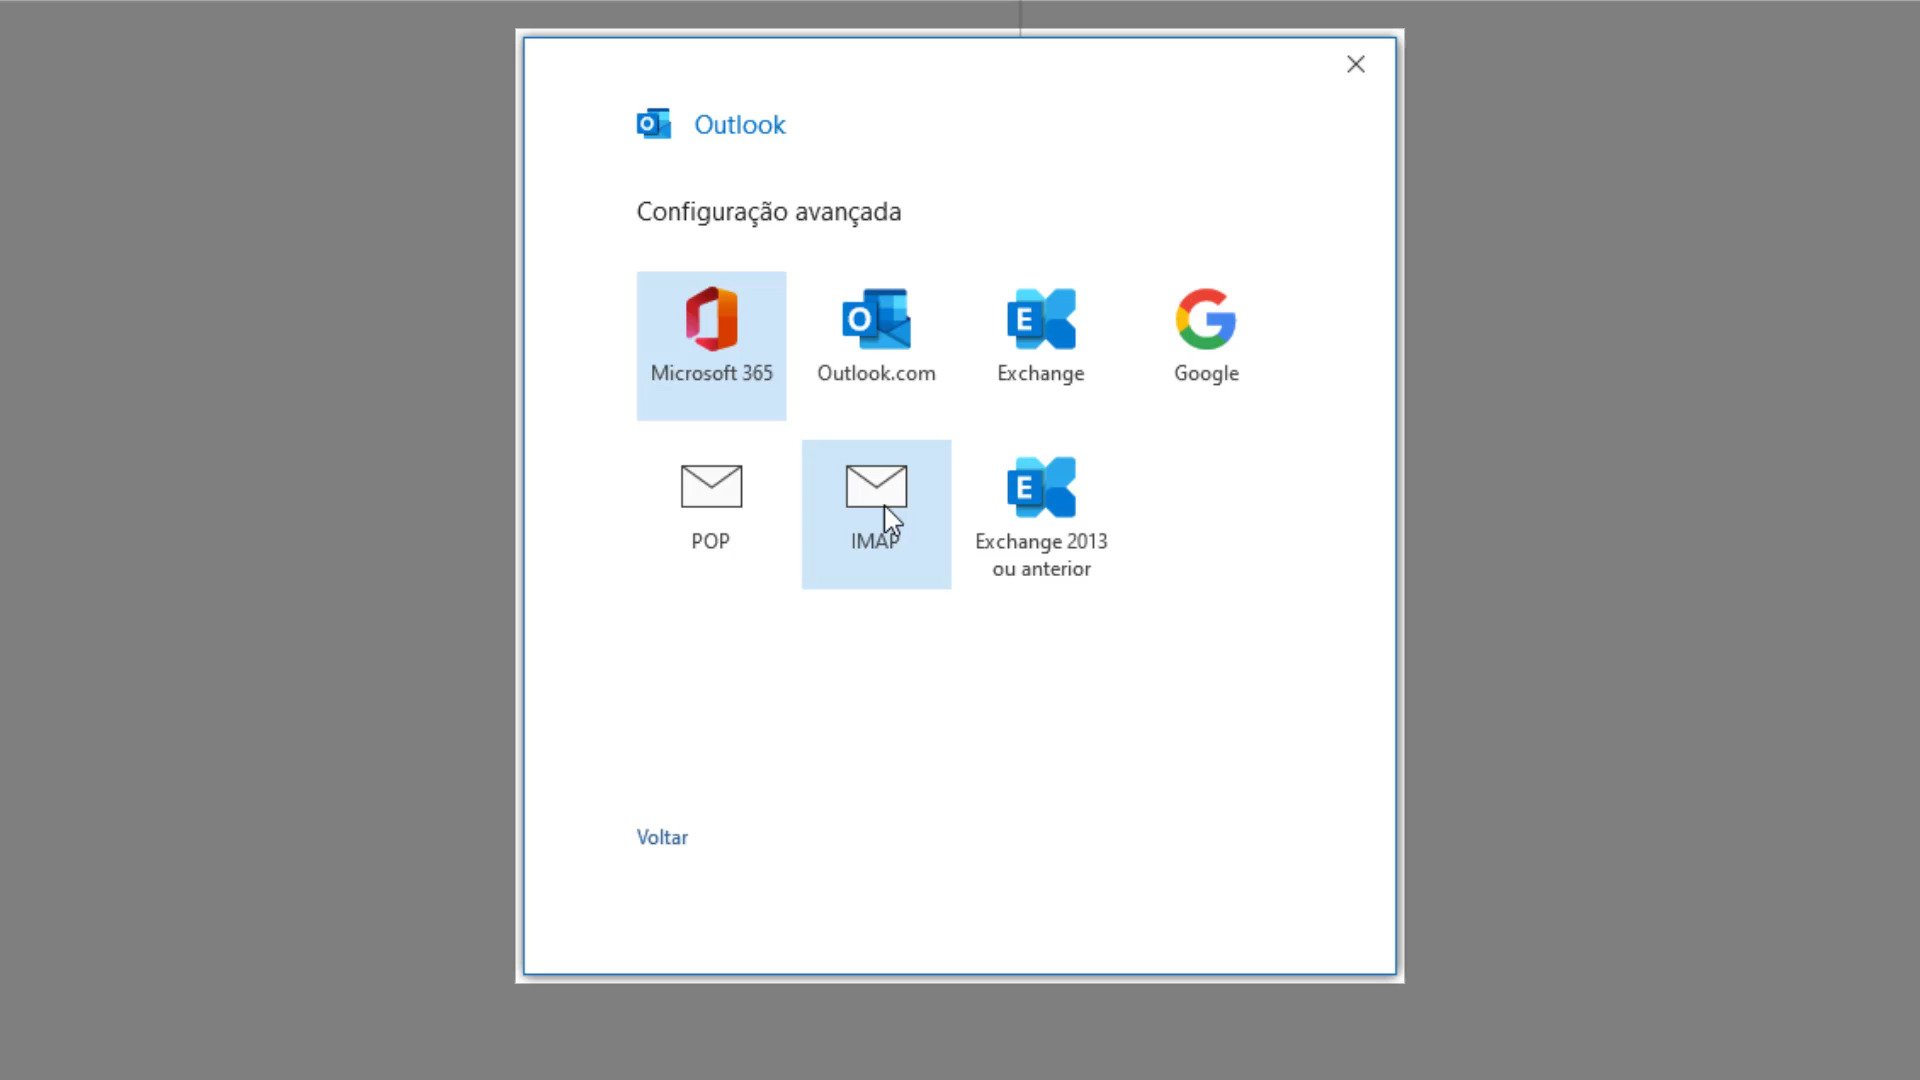 Outlook
Configuração avançada
Microsoft 365
Outlook.com
Exchange
Google
POP
IMAP
Exchange 2013
ou anterior
Voltar